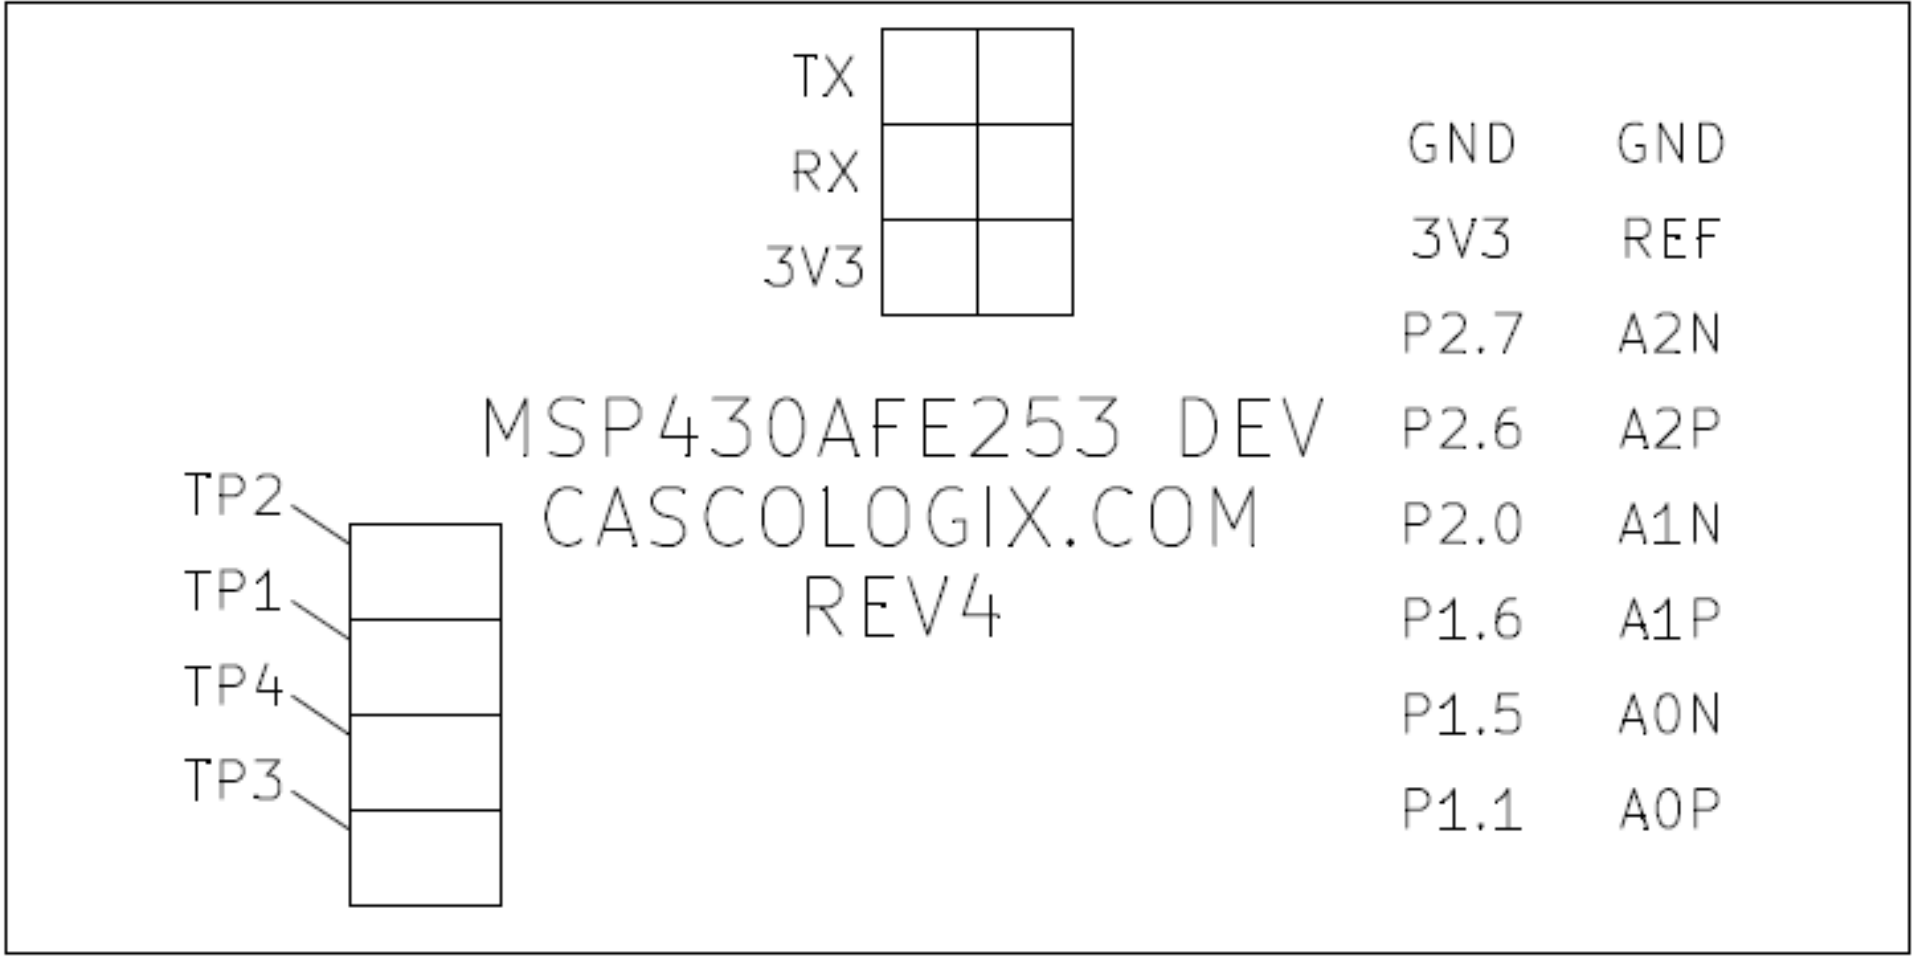 TX
RX
3V3
GND GND
3V3 REF
P2.7 A2N
P2.6 A2P
P2.0 A1N
P1.6 A1P
P1.5 A0N
P1.1 A0P
MSP430AFE253 DEV
CASCOLOGIX.COM
REV4
TP2
TP1
TP4
TP3